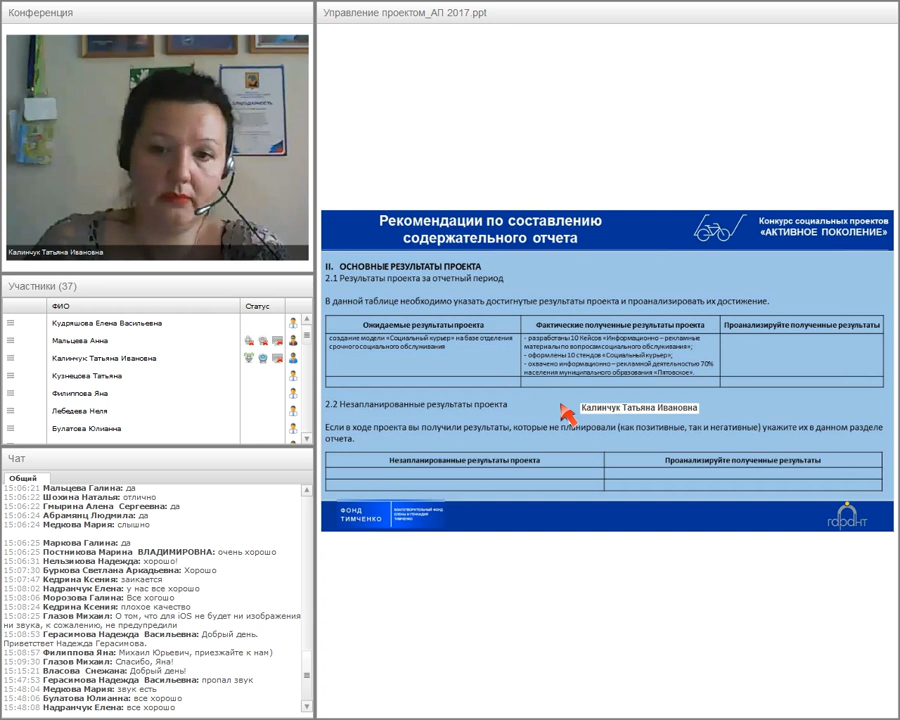 Конференция
Калинчук Татьяна Ивановна
Участники (37)
ФИО
Статус
Кудряшова Елена Васильевна
Мальцева Анна
Калинчук Татьяна Ивановна
Кузнецова Татьяна
Филиппова Яна
Лебедева Неля
Булатова Юлианна
Чат
Общий
15:06:21 Мальцева Галина: да
15:06:22 Шохина Наталья: отлично
15:06:22 Гмырина Алена Сергеевна: да
15:06:24 Абрамянц Людмила: да
15:06:24 Медкова Мария: слышно
15:06:25 Маркова Галина: да
15:06:25 Постникова Марина ВЛАДИМИРОВНА: очень хорошо
15:06:31 Нельзикова Надежда: хорошо!
15:07:30 Буркова Светлана Аркадьевна: Хорошо
15:07:47 Кедрина Ксения: заикается
15:08:02 Надранчук Елена: у нас все хорошо
15:08:06 Морозова Галина: Все хогошо
15:08:24 Кедрина Ксения: плохое качество
15:08:25 Глазов Михаил: О том, что для iOS не будет ни изображения
ни звука, к сожалению, не предупредили
15:08:53 Герасимова Надежда Васильевна: Добрый день.
Приветствет Надежда Герасимова.
15:08:57 Филиппова Яна: Михаил Юрьевич, приезжайте к нам)
15:09:30 Глазов Михаил: Спасибо, Яна!
15:15:21 Власова Снежана: Добрый день!
15:47:53 Герасимова Надежда Васильевна: пропал звук
15:48:04 Медкова Мария: звук есть
15:48:06 Булатова Юлианна: все хорошо
15:48:08 Надранчук Елена: все хорошо
Управление проектом_АП 2017.ppt
Рекомендации по составлению
содержательного отчета
Конкурс социальных проектов
«АКТИВНОЕ ПОКОЛЕНИЕ»
II. ОСНОВНЫЕ РЕЗУЛЬТАТЫ ПРОЕКТА
2.1 Результаты проекта за отчетный период
В данной таблице необходимо указать достигнутые результаты проекта и проанализировать их достижение.
Ожидаемые результаты проекта
Фактические полученные результаты проекта
Проанализируйте полученные результаты
создание модели «Социальный курьер» на базе отделения
срочного социального обслуживания
- разработаны 10 Кейсов «Информационно – рекламные
материалы по вопросам социального обслуживания»;
- оформлены 10 стендов «Социальный курьер»;
- охвачено информационно – рекламной деятельностью 70%
населения муниципального образования «Пятовское».
2.2 Незапланированные результаты проекта
Калинчук Татьяна Ивановна
Если в ходе проекта вы получили результаты, которые не планировали (как позитивные, так и негативные) укажите их в данном разделе
отчета.
Незапланированные результаты проекта
Проанализируйте полученные результаты
ФОНД
ТИМЧЕНКО
БЛАГОТВОРИТЕЛЬНЫЙ ФОНД
ЕЛЕНЫ И ГЕННАДИЯ
ТИМЧЕНКО
гарант